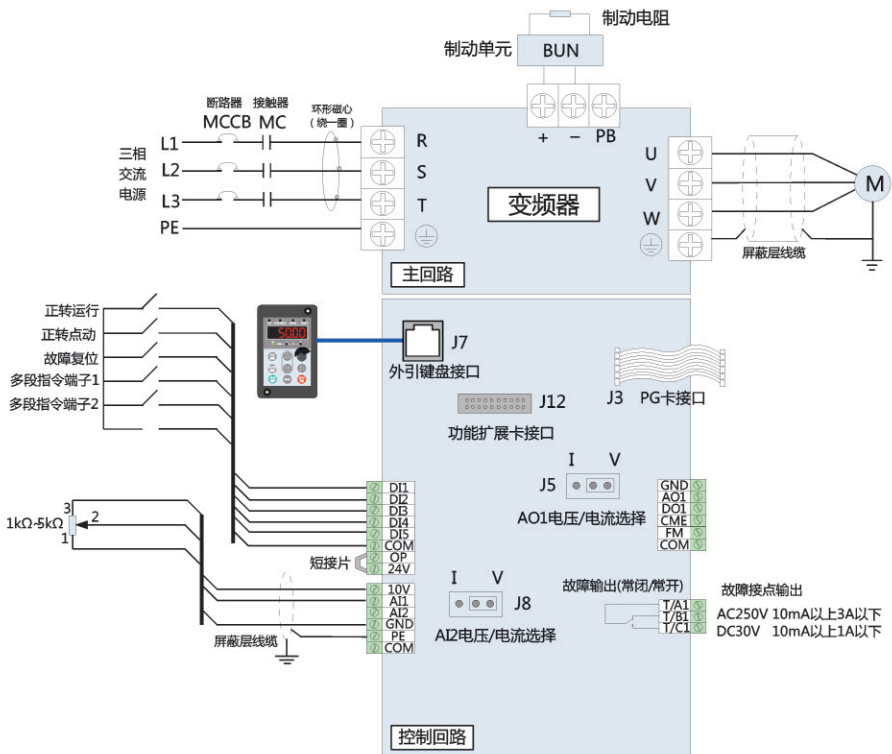 制动电阻
制动单元
BUN
断路器
接触器
环形磁心
MCCB
MC
（绕一圈）
+
−
PB
三相
交流
电源
L1
L2
L3
PE
R
S
T
U
V
W
变频器
M
主回路
屏蔽层线缆
正转运行
正转点动
故障复位
多段指令端子1
多段指令端子2
5000
J7
外引键盘接口
J12
功能扩展卡接口
J3
PG卡接口
I
V
J5
AO1电压/电流选择
DI1
DI2
DI3
DI4
DI5
COM
OP
24V
短接片
GND
AO1
DO1
CME
FM
COM
1kΩ~5kΩ
3
2
1
10V
AI1
AI2
GND
PE
COM
屏蔽层线缆
I
V
J8
AI2电压/电流选择
故障输出(常闭/常开)
故障接点输出
T/A1
T/B1
T/C1
AC250V 10mA以上3A以下
DC30V 10mA以上1A以下
控制回路